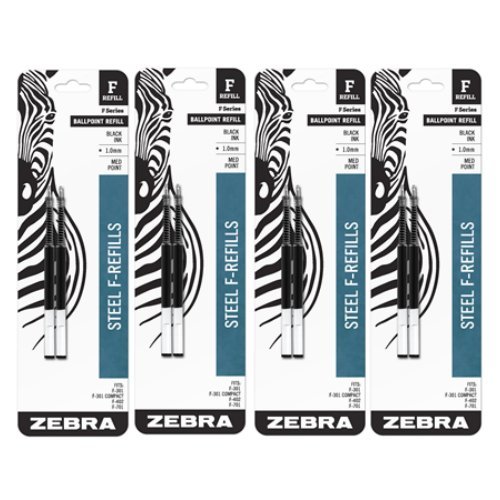 F
REFILL
F Series
BALLPOINT REFILL
BLACK
INK
• 1.0mm
MED
POINT
STEEL F-REFILLS
FITS:
F-301
F-301 COMPACT
F-402
F-701
ZEBRA
F
REFILL
F Series
BALLPOINT REFILL
BLACK
INK
• 1.0mm
MED
POINT
STEEL F-REFILLS
FITS:
F-301
F-301 COMPACT
F-402
F-701
ZEBRA
F
REFILL
F Series
BALLPOINT REFILL
BLACK
INK
• 1.0mm
MED
POINT
STEEL F-REFILLS
FITS:
F-301
F-301 COMPACT
F-402
F-701
ZEBRA
F
REFILL
F Series
BALLPOINT REFILL
BLACK
INK
• 1.0mm
MED
POINT
STEEL F-REFILLS
FITS:
F-301
F-301 COMPACT
F-402
F-701
ZEBRA